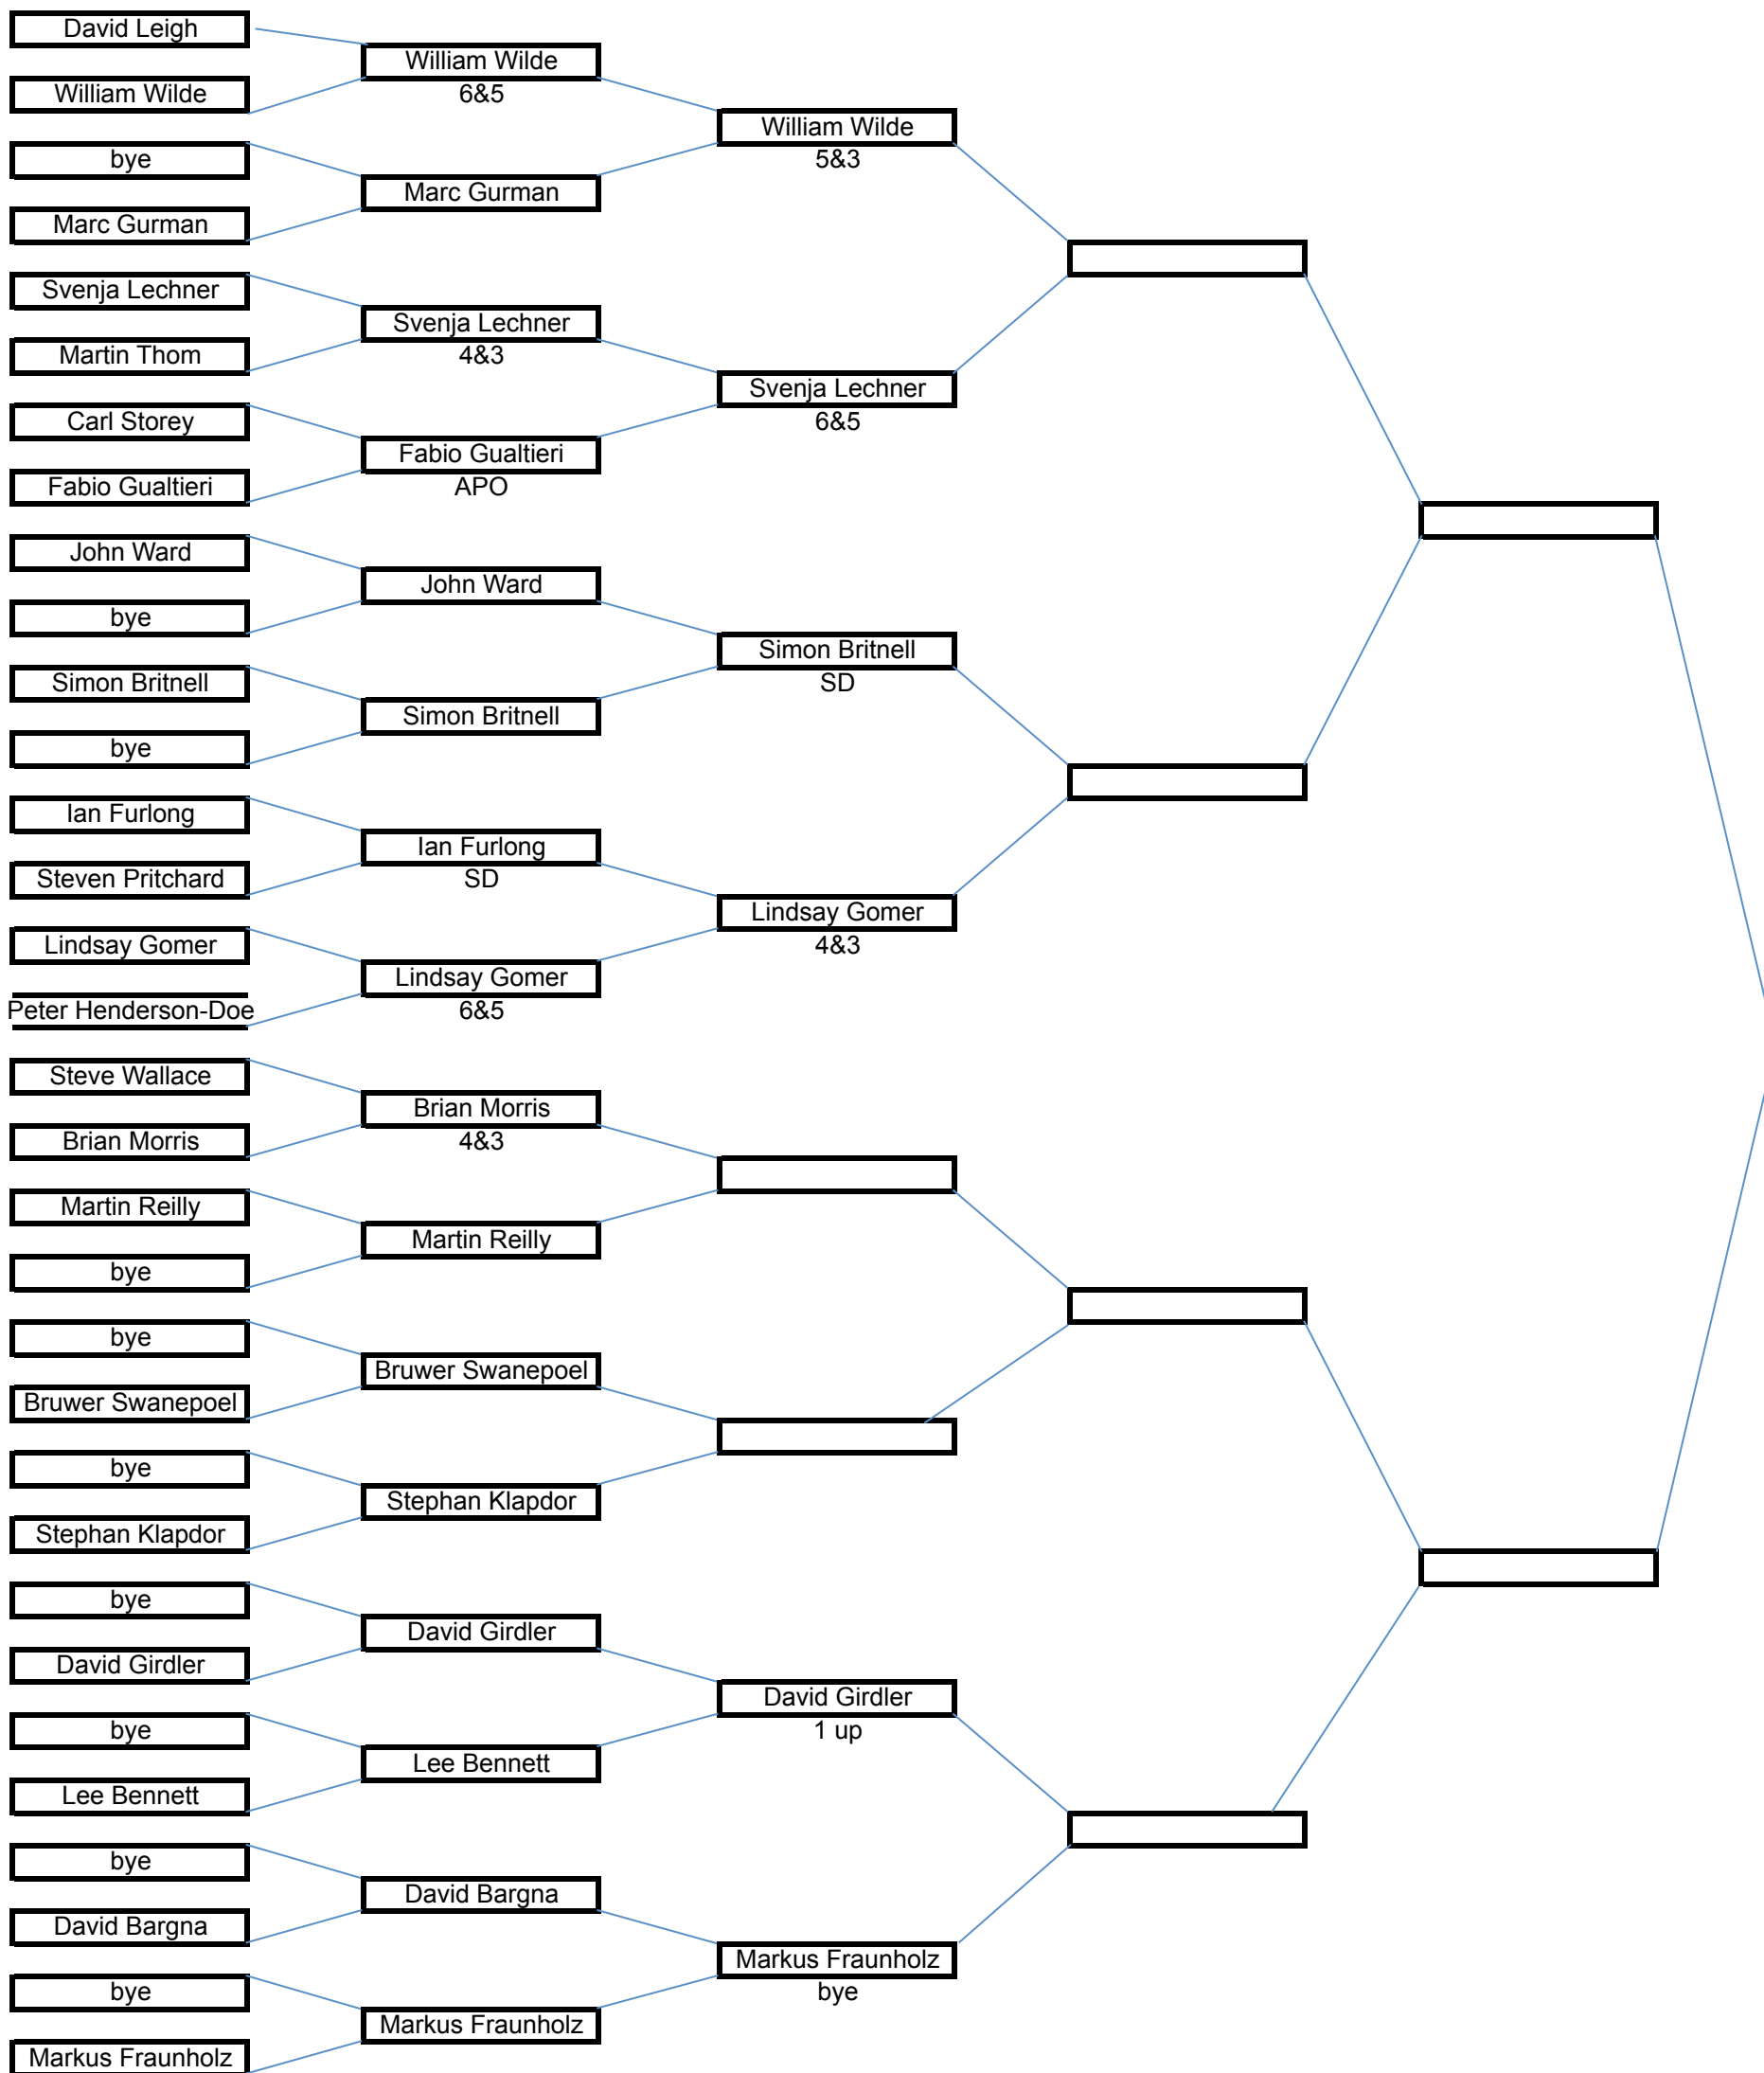 David Leigh
William Wilde
bye
Marc Gurman
Svenja Lechner
Martin Thom
Carl Storey
Fabio Gualtieri
John Ward
bye
Simon Britnell
bye
Ian Furlong
Steven Pritchard
Lindsay Gomer
Peter Henderson-Doe
Steve Wallace
Brian Morris
Martin Reilly
bye
bye
Bruwer Swanepoel
bye
Stephan Klapdor
bye
David Girdler
bye
Lee Bennett
bye
David Bargna
bye
Markus Fraunholz
William Wilde
6&5
Marc Gurman
Svenja Lechner
4&3
Fabio Gualtieri
APO
John Ward
Simon Britnell
Ian Furlong
SD
Lindsay Gomer
6&5
Brian Morris
4&3
Martin Reilly
Bruwer Swanepoel
Stephan Klapdor
David Girdler
Lee Bennett
David Bargna
Markus Fraunholz
William Wilde
5&3
Svenja Lechner
6&5
Simon Britnell
SD
Lindsay Gomer
4&3
David Girdler
1 up
Markus Fraunholz
bye